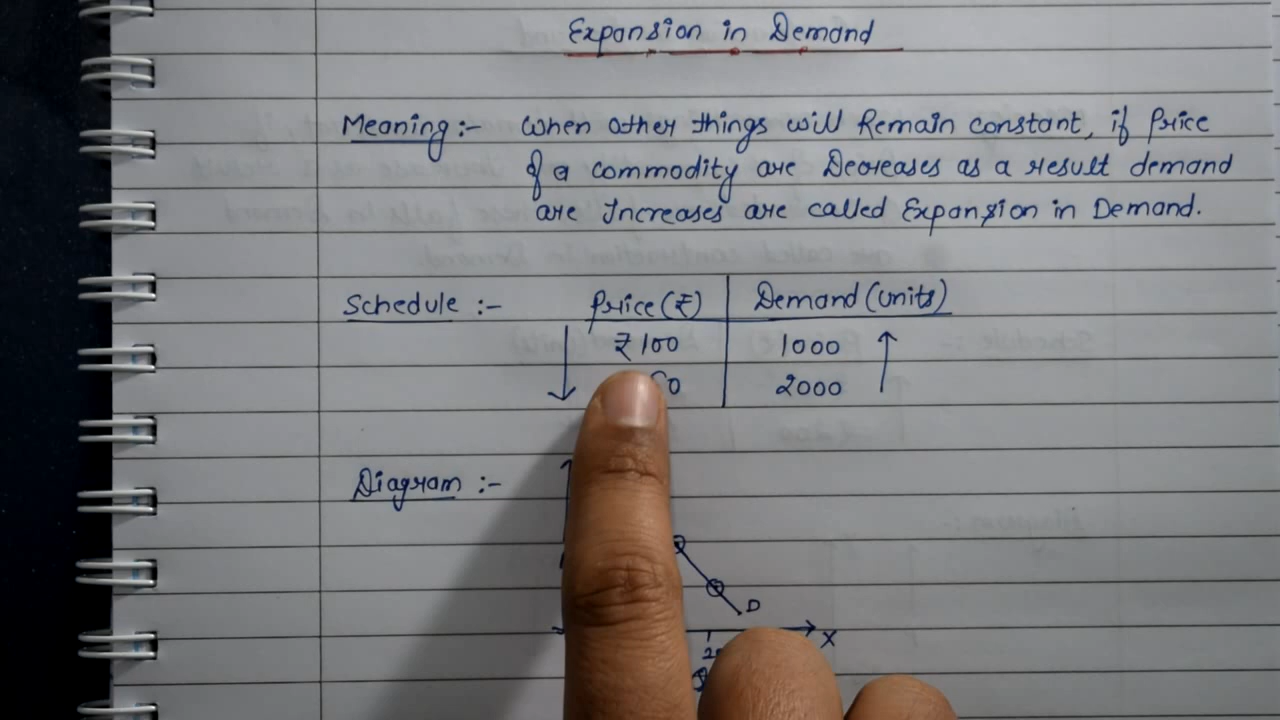 Expansion in Demand
Meaning:- When other things will Remain constant, if Price
of a commodity are Decreases as a result demand
are Increases are called Expansion in Demand.
Schedule :- Price (₹) Demand (units)
₹100 1000
2000
Diagram :-
D
X